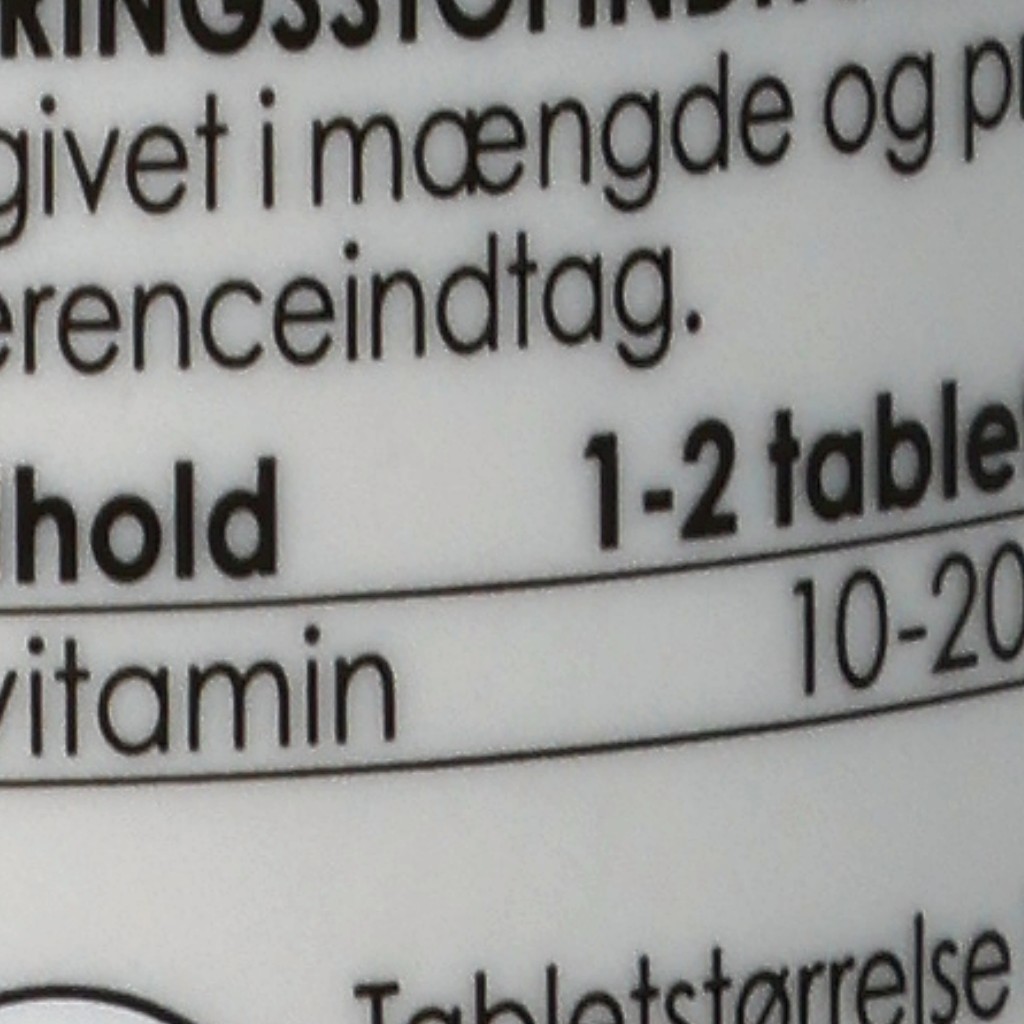 givet i mængde og
erenceindtag.
hold 1-2 table
vitamin 10-20
Tabletstørrelse